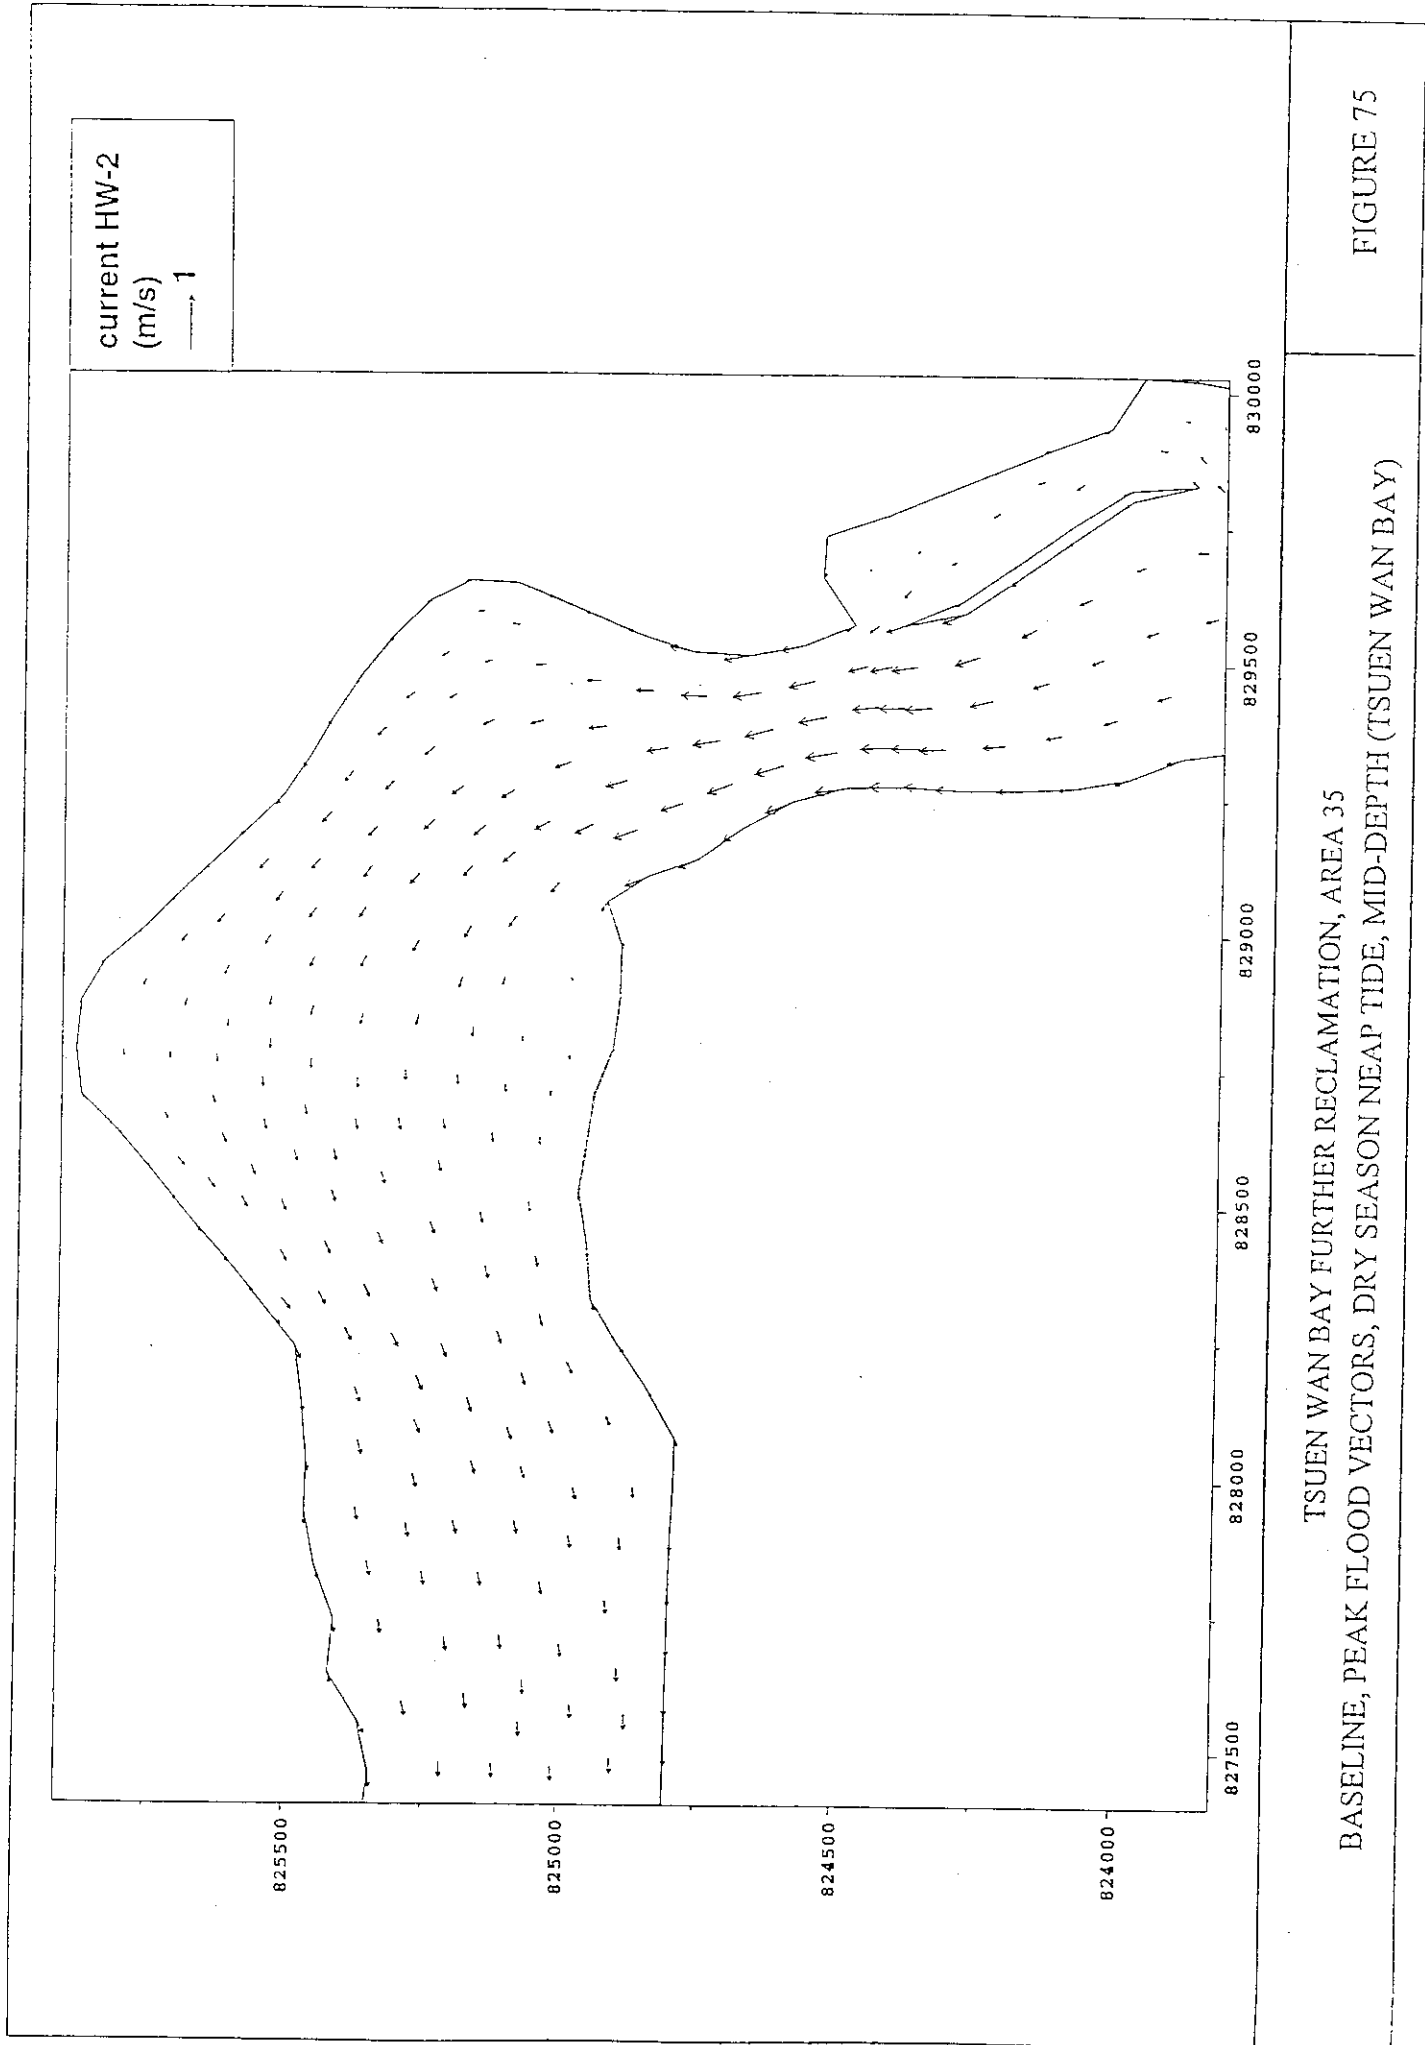 current HW-2
(m/s)
1
825500
825000
824500
824000
827500
828000
828500
829000
829500
830000
TSUEN WAN BAY FURTHER RECLAMATION, AREA 35
BASELINE, PEAK FLOOD VECTORS, DRY SEASON NEAP TIDE, MID-DEPTH (TSUEN WAN BAY)
FIGURE 75